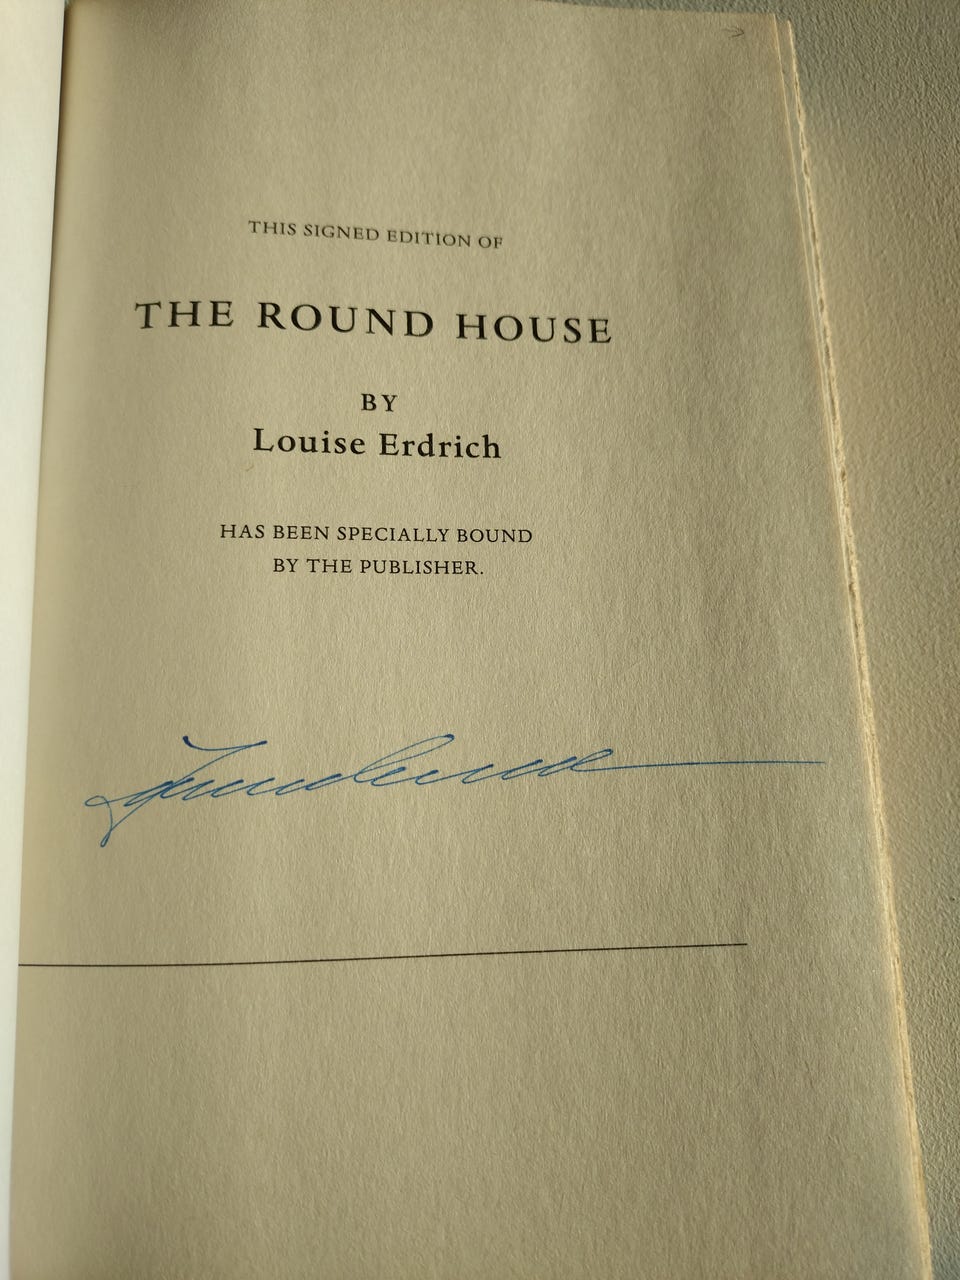 THIS SIGNED EDITION OF
THE ROUND HOUSE
BY
Louise Erdrich
HAS BEEN SPECIALLY BOUND
BY THE PUBLISHER.